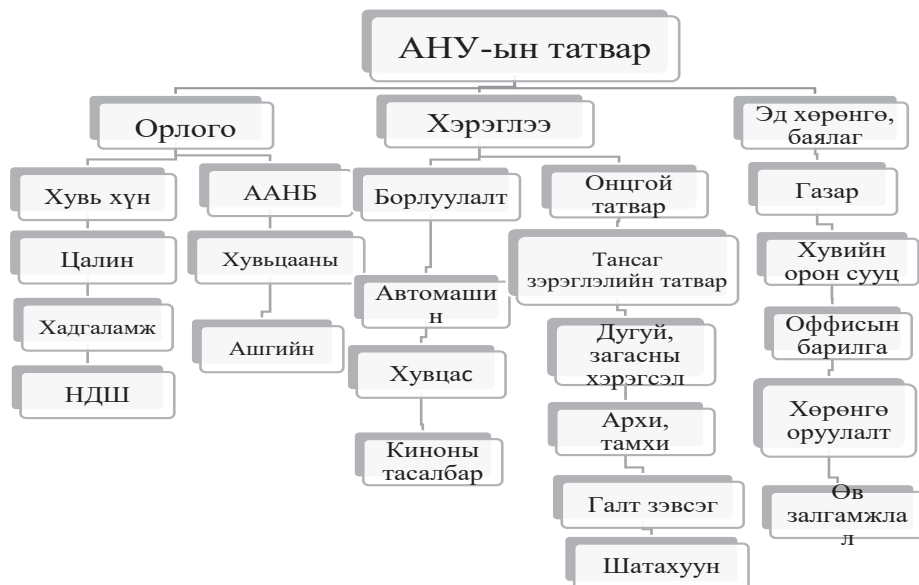 АНУ-ын татвар
Орлого
Хувь хүн
Цалин
Хадгаламж
НДШ
ААНБ
Хувьцааны
Ашгийн
Хэрэглээ
Борлуулалт
Автомаши
н
Хувцас
Киноны
тасалбар
Онцгой
татвар
Тансаг
зэрэглэлийн татвар
Дугуй,
загасны
хэрэгсэл
Архи,
тамхи
Галт зэвсэг
Шатахуун
Эд хөрөнгө,
баялаг
Газар
Хувийн
орон сууц
Оффисын
барилга
Хөрөнгө
оруулалт
Өв
залгамжла
л